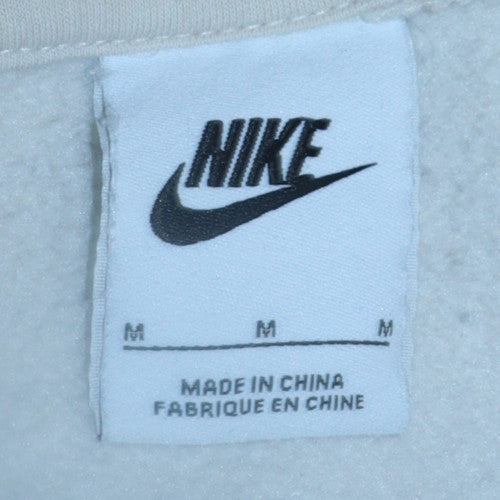 NIKE
M M M
MADE IN CHINA
FABRIQUE EN CHINE